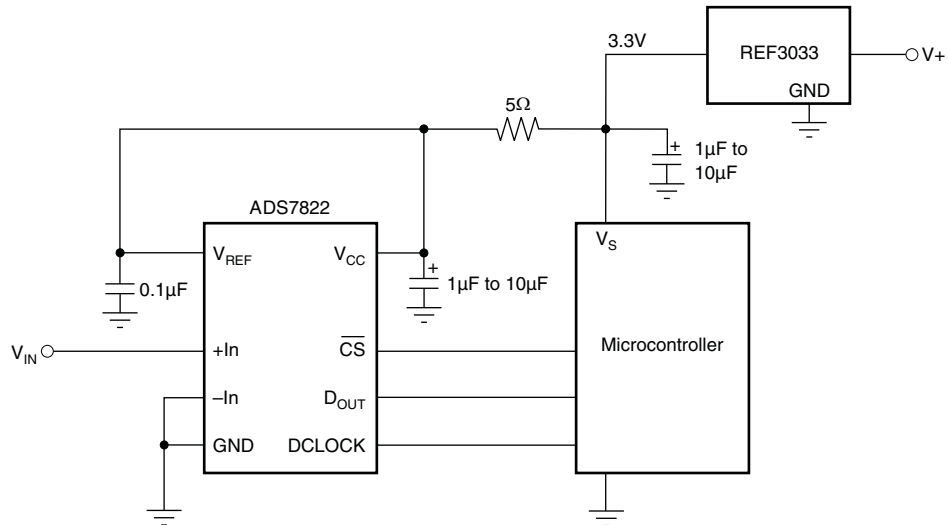 3.3V
REF3033
V+
GND
5Ω
1µF to
10µF
ADS7822
V_REF
V_CC
V_S
0.1µF
1µF to 10µF
V_IN
+In
C̅S̅
Microcontroller
–In
D_OUT
GND
DCLOCK
+
+